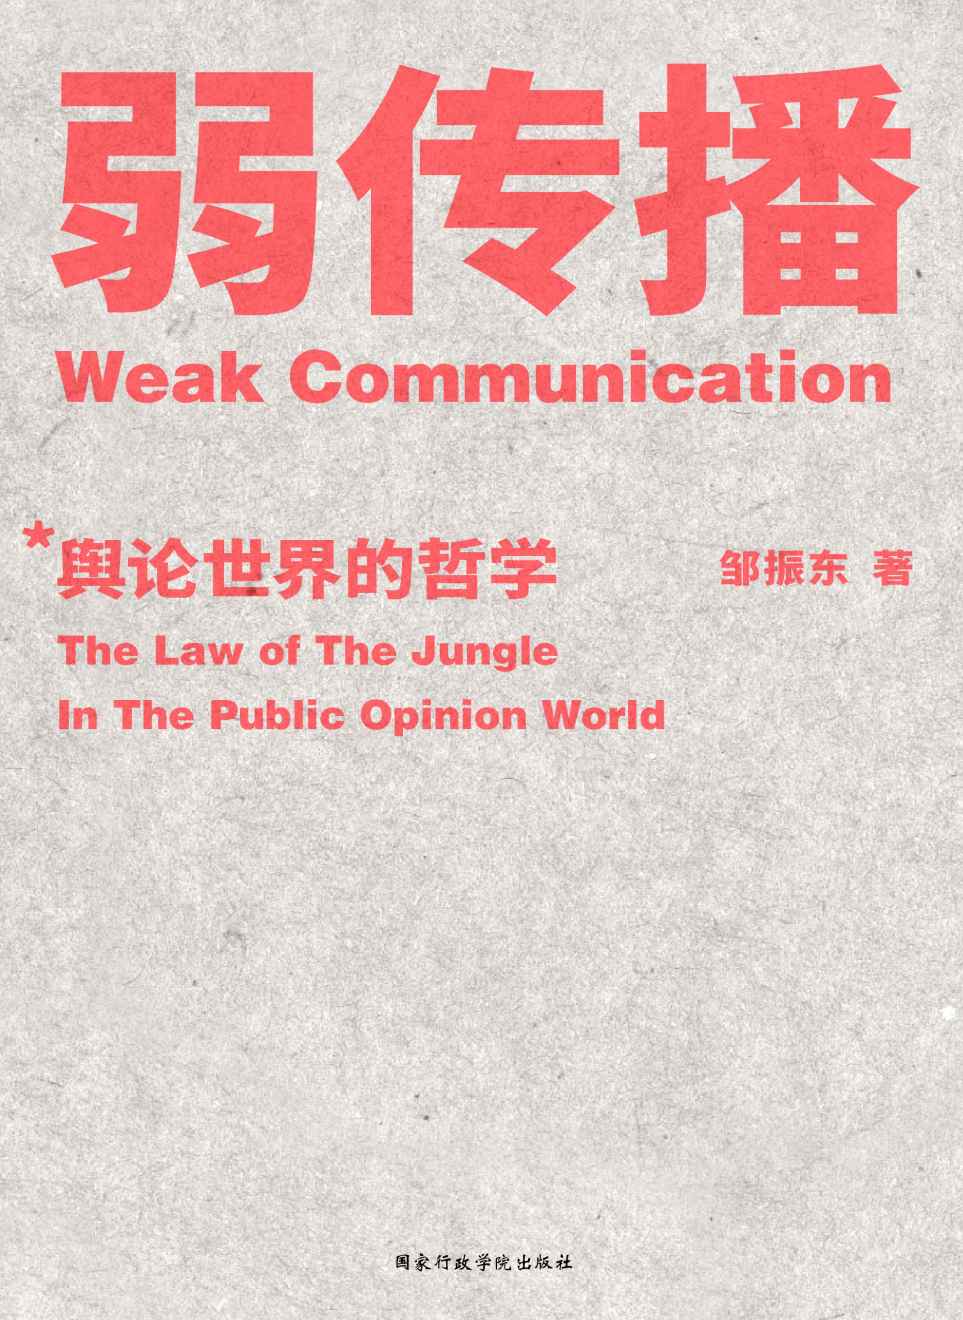 弱传播
Weak Communication
*舆论世界的哲学
邹振东 著
The Law of The Jungle
In The Public Opinion World
国家行政学院出版社